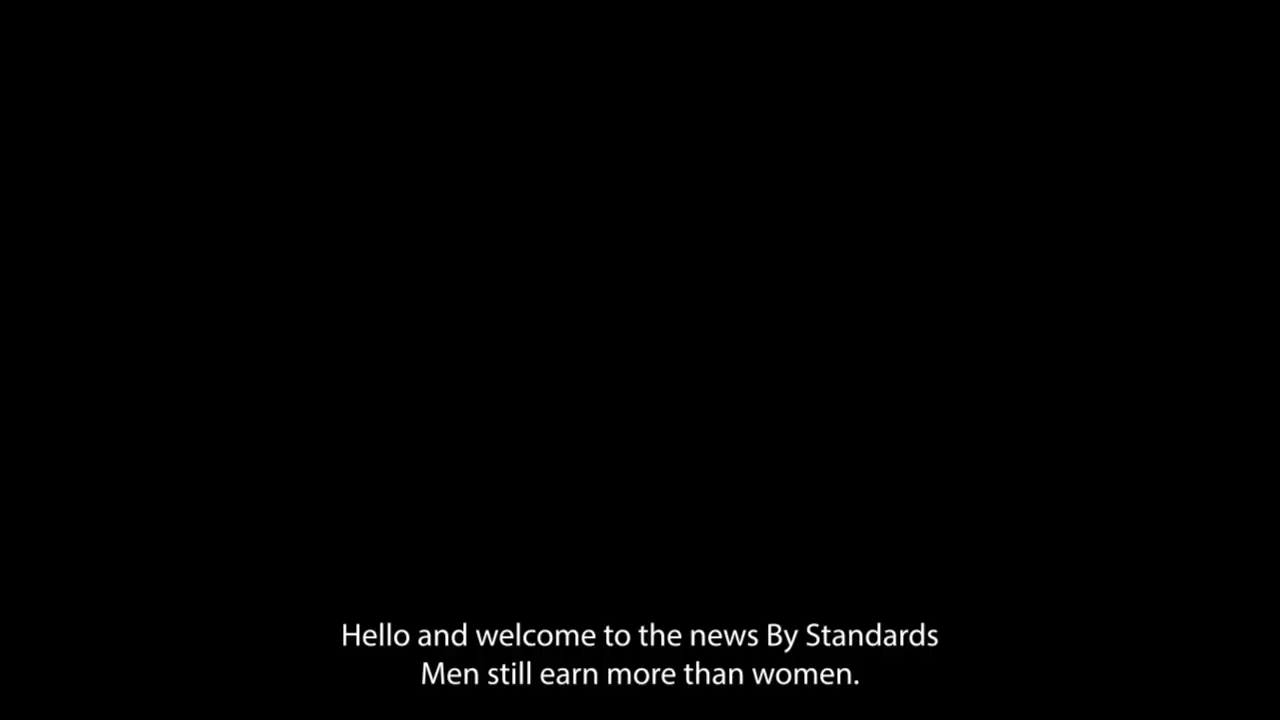 Hello and welcome to the news By Standards
Men still earn more than women.